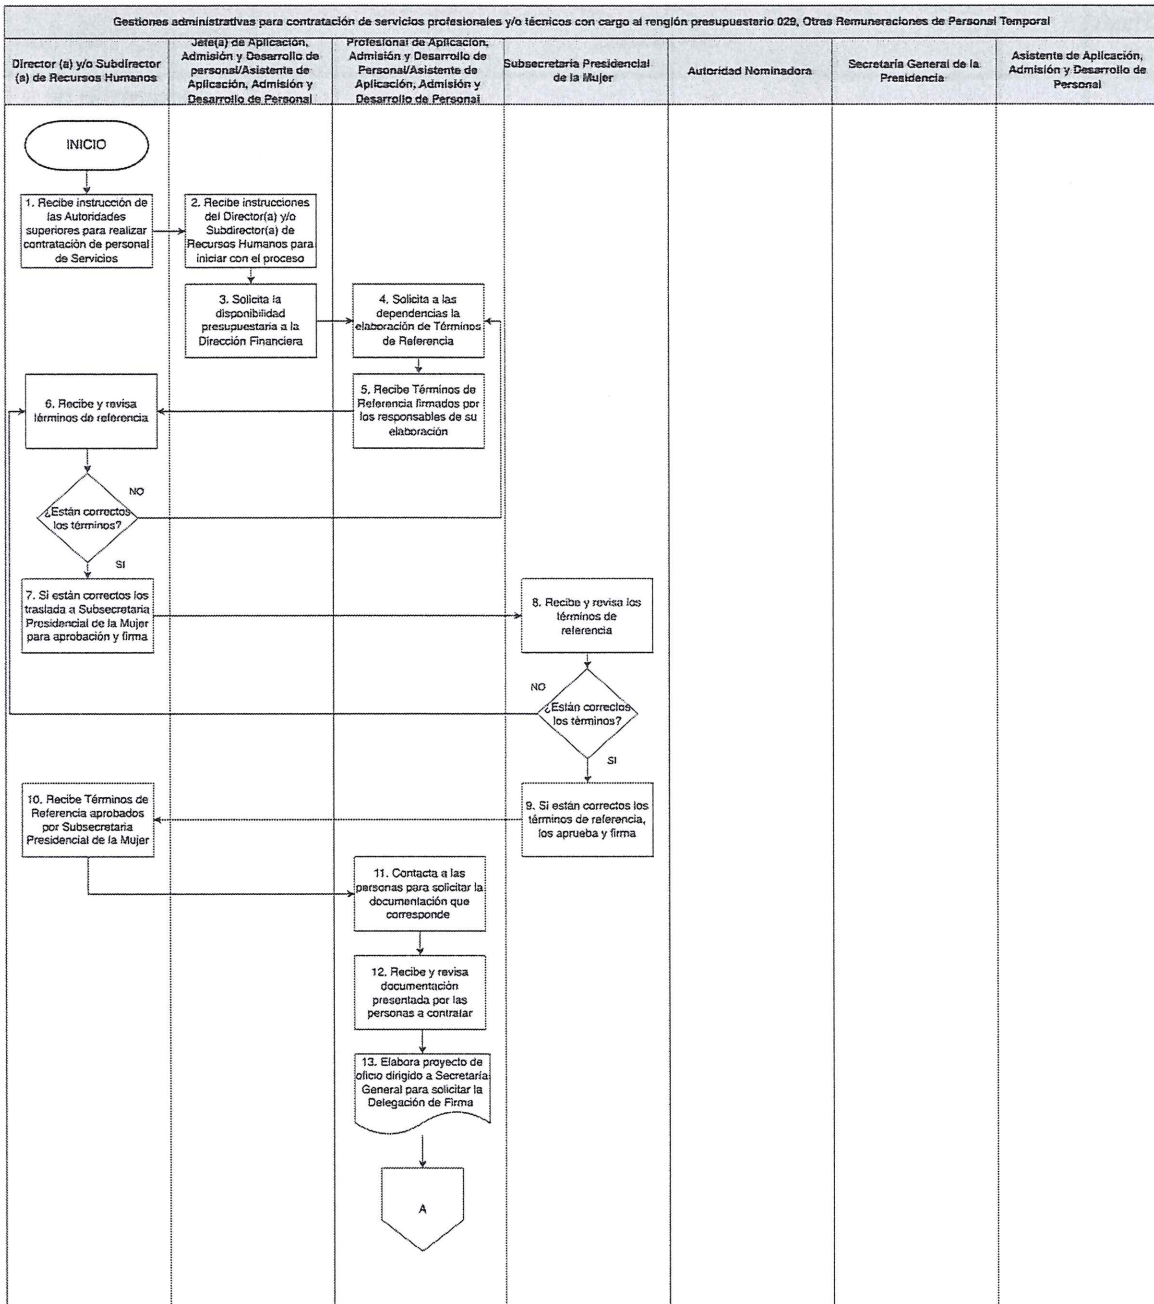 Gestiones administrativas para contratación de servicios profesionales y/o técnicos con cargo al renglón presupuestario 029, Otras Remuneraciones de Personal Temporal
Director (a) y/o Subdirector
(a) de Recursos Humanos
Jefe(a) de Aplicación,
Admisión y Desarrollo de
personal/Asistente de
Aplicación, Admisión y
Desarrollo de Personal
Profesional de Aplicación,
Admisión y Desarrollo de
Personal/Asistente de
Aplicación, Admisión y
Desarrollo de Personal
Subsecretaria Presidencial
de la Mujer
Autoridad Nominadora
Secretaría General de la
Presidencia
Asistente de Aplicación,
Admisión y Desarrollo de
Personal
INICIO
1. Recibe instrucción de
las Autoridades
superiores para realizar
contratación de personal
de Servicios
2. Recibe instrucciones
del Director(a) y/o
Subdirector(a) de
Recursos Humanos para
iniciar con el proceso
3. Solicita la
disponibilidad
presupuestaria a la
Dirección Financiera
4. Solicita a las
dependencias la
elaboración de Términos
de Referencia
5. Recibe Términos de
Referencia firmados por
los responsables de su
elaboración
6. Recibe y revisa
términos de referencia
NO
¿Están correctos
los términos?
SI
7. Si están correctos los
traslada a Subsecretaria
Presidencial de la Mujer
para aprobación y firma
8. Recibe y revisa los
términos de
referencia
NO
¿Están correctos
los términos?
SI
9. Si están correctos los
términos de referencia,
los aprueba y firma
10. Recibe Términos de
Referencia aprobados
por Subsecretaria
Presidencial de la Mujer
11. Contacta a las
personas para solicitar la
documentación que
corresponde
12. Recibe y revisa
documentación
presentada por las
personas a contratar
13. Elabora proyecto de
oficio dirigido a Secretaría
General para solicitar la
Delegación de Firma
A